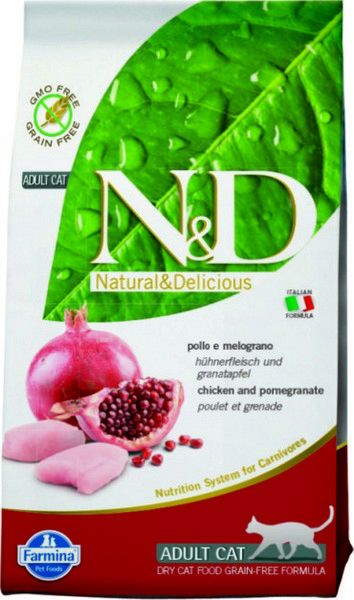 GMO FREE
GRAIN FREE
ADULT CAT
N&D
Natural&Delicious
ITALIAN
FORMULA
pollo e melograno
hühnerfleisch und
granatapfel
chicken and pomegranate
poulet et grenade
Nutrition System for Carnivores
Farmina
Pet Foods
ADULT CAT
DRY CAT FOOD GRAIN-FREE FORMULA